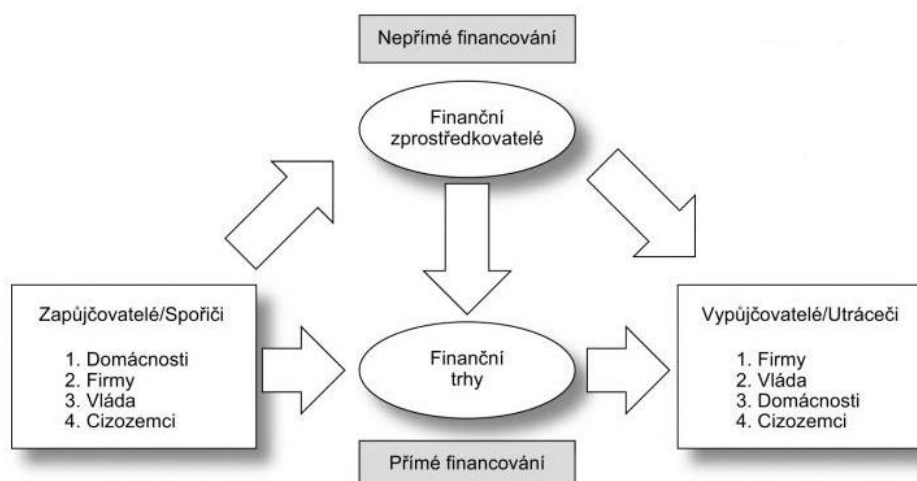 Nepřímé financování
Finanční
zprostředkovatelé
Zapůjčovatelé/Spořiči
1. Domácnosti
2. Firmy
3. Vláda
4. Cizozemci
Finanční
trhy
Vypůjčovatelé/Utráceči
1. Firmy
2. Vláda
3. Domácnosti
4. Cizozemci
Přímé financování